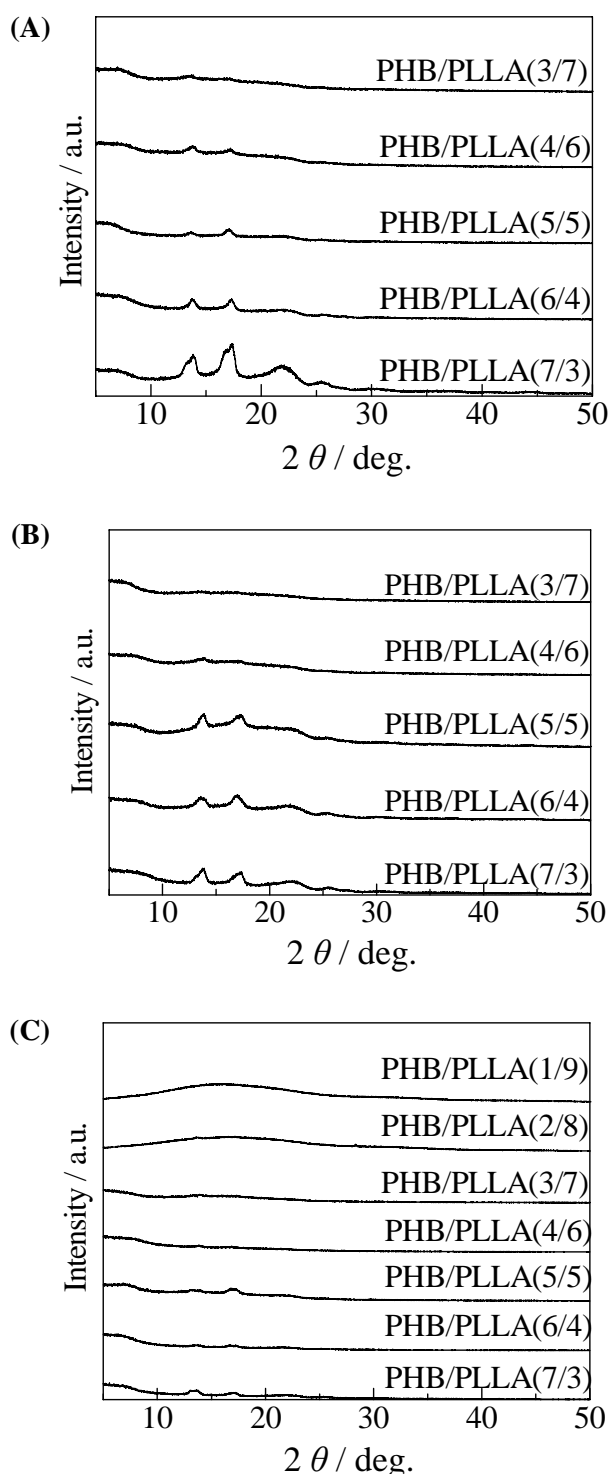 (A)
Intensity / a.u.
PHB/PLLA(3/7)
PHB/PLLA(4/6)
PHB/PLLA(5/5)
PHB/PLLA(6/4)
PHB/PLLA(7/3)
10 20 30 40 50
2 θ / deg.
(B)
Intensity / a.u.
PHB/PLLA(3/7)
PHB/PLLA(4/6)
PHB/PLLA(5/5)
PHB/PLLA(6/4)
PHB/PLLA(7/3)
10 20 30 40 50
2 θ / deg.
(C)
Intensity / a.u.
PHB/PLLA(1/9)
PHB/PLLA(2/8)
PHB/PLLA(3/7)
PHB/PLLA(4/6)
PHB/PLLA(5/5)
PHB/PLLA(6/4)
PHB/PLLA(7/3)
10 20 30 40 50
2 θ / deg.